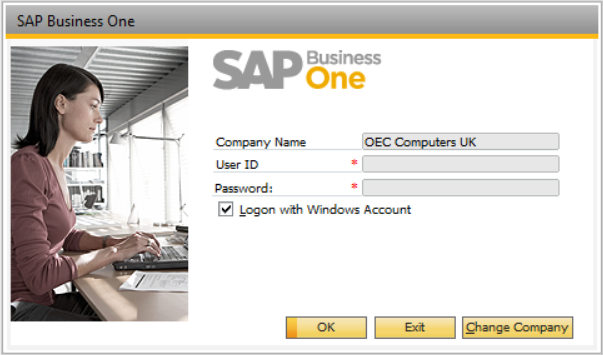 SAP Business One
SAP Business One
Company Name OEC Computers UK
User ID *
Password: *
Logon with Windows Account
OK Exit Change Company